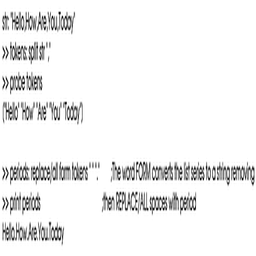 str: "Hello,How,Are,You,Today"
>> tokens: split str ","
>> probe tokens
["Hello" "How" "Are" "You" "Today"]
>> periods: replace/all form tokens " " "." ;The word FORM converts the list series to a string removing
>> print periods ;then REPLACE/ALL spaces with period
Hello.How.Are.You.Today